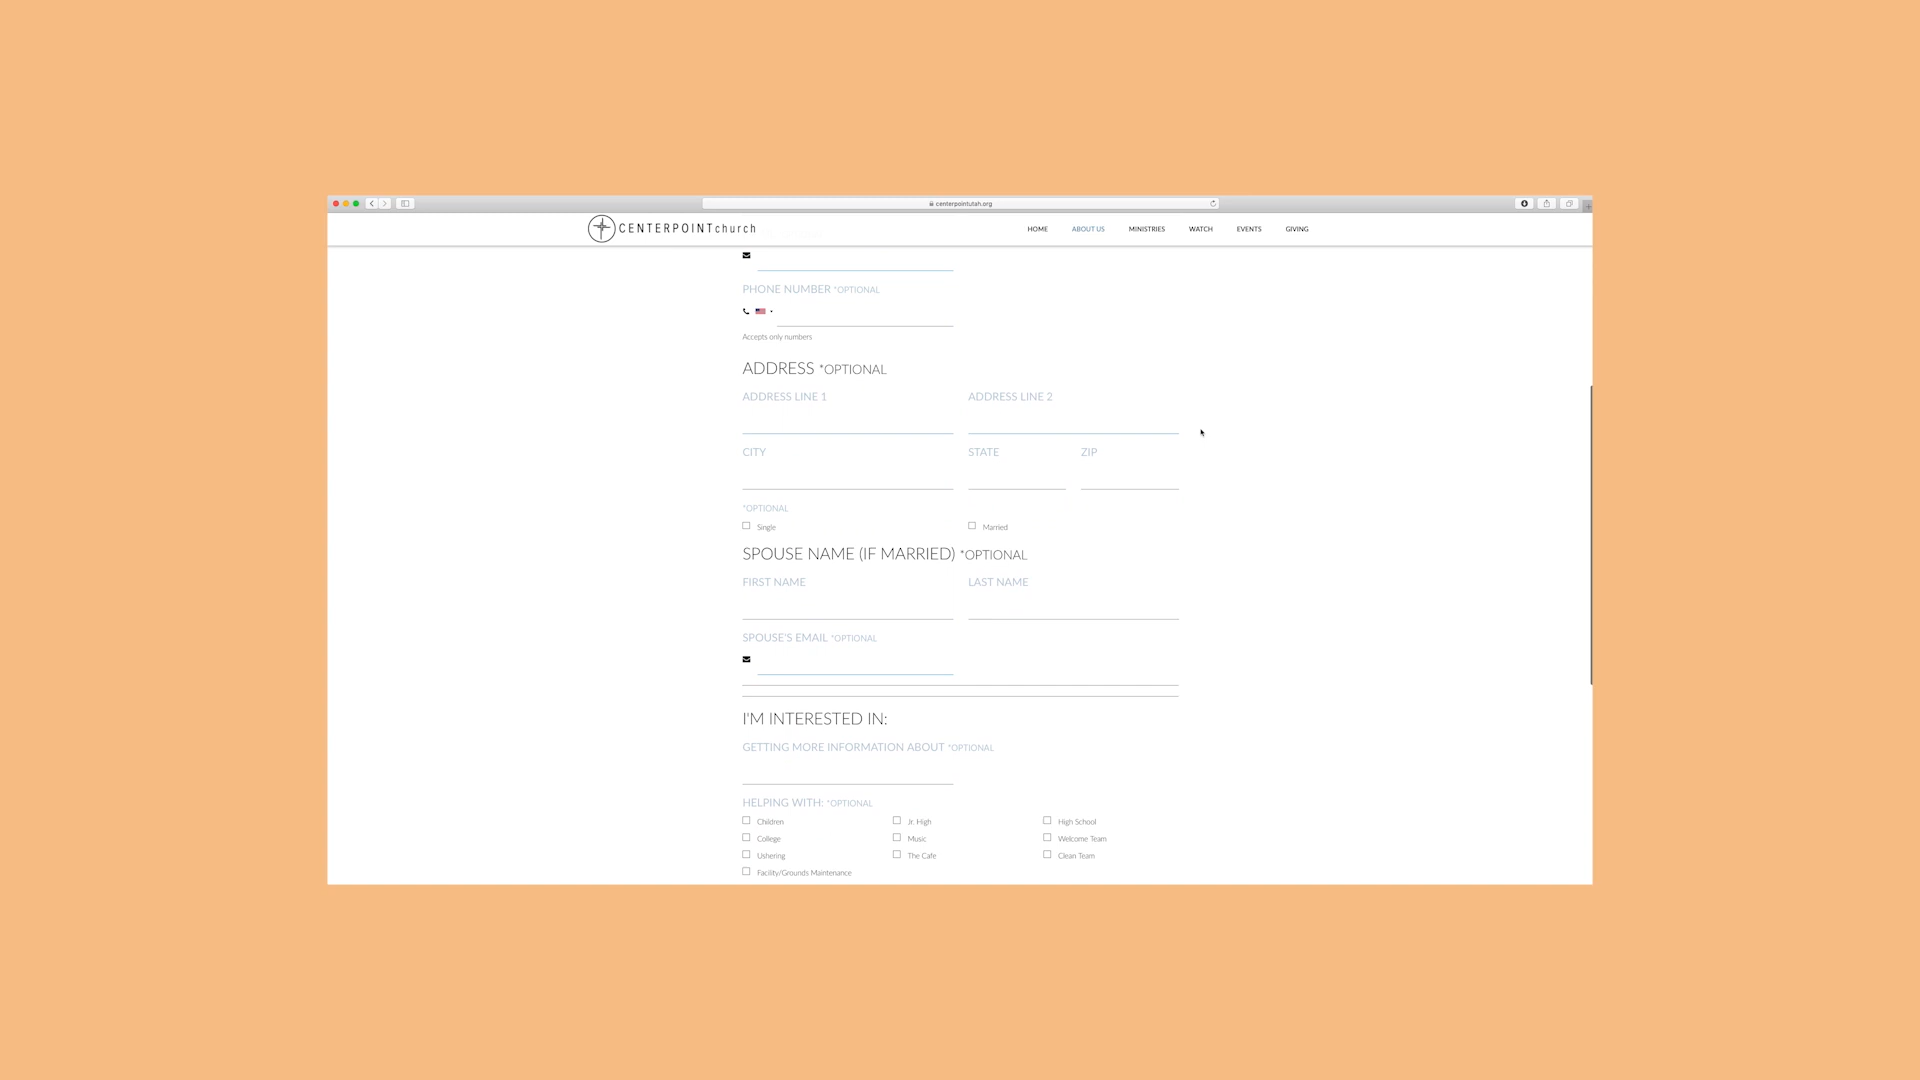 centerpointutah.org
CENTERPOINTchurch
HOME ABOUT US MINISTRIES WATCH EVENTS GIVING
PHONE NUMBER *OPTIONAL
Accepts only numbers
ADDRESS *OPTIONAL
ADDRESS LINE 1 ADDRESS LINE 2
CITY STATE ZIP
*OPTIONAL
Single Married
SPOUSE NAME (IF MARRIED) *OPTIONAL
FIRST NAME LAST NAME
SPOUSE'S EMAIL *OPTIONAL
I'M INTERESTED IN:
GETTING MORE INFORMATION ABOUT *OPTIONAL
HELPING WITH: *OPTIONAL
Children Jr. High High School
College Music Welcome Team
Ushering The Cafe Clean Team
Facility/Grounds Maintenance